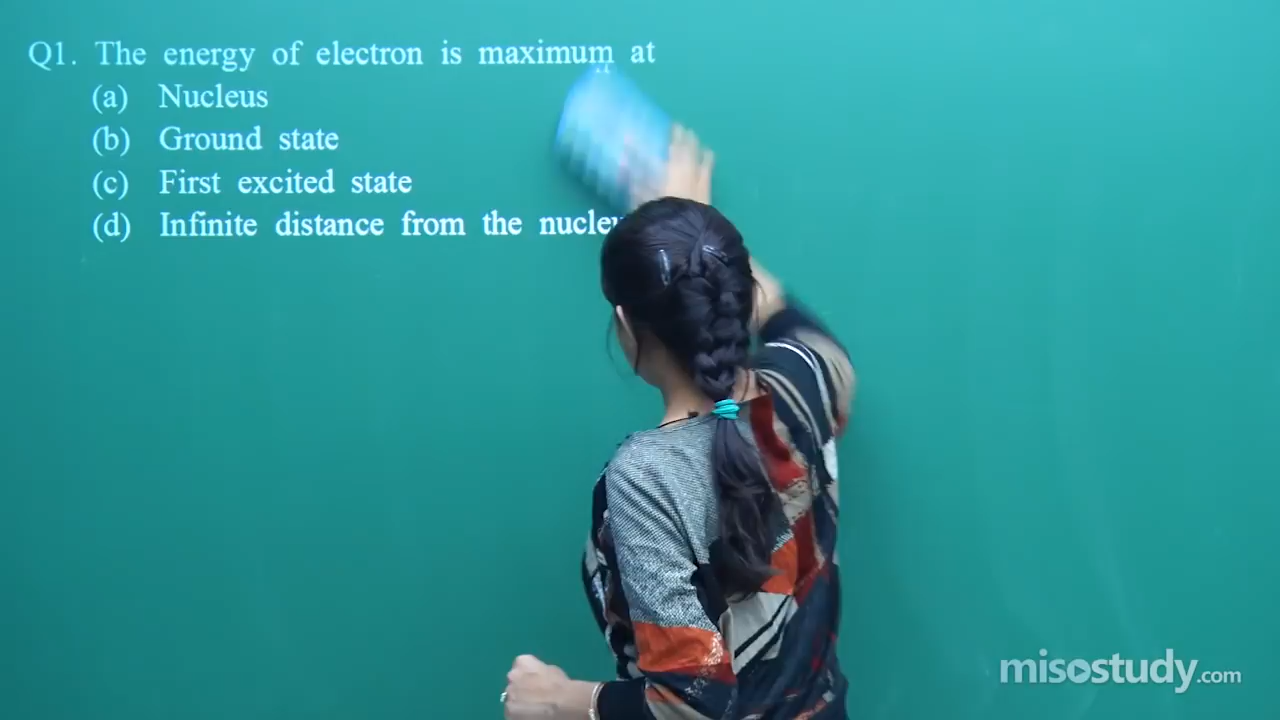 Q1. The energy of electron is maximum at
(a) Nucleus
(b) Ground state
(c) First excited state
(d) Infinite distance from the
misostudy.com